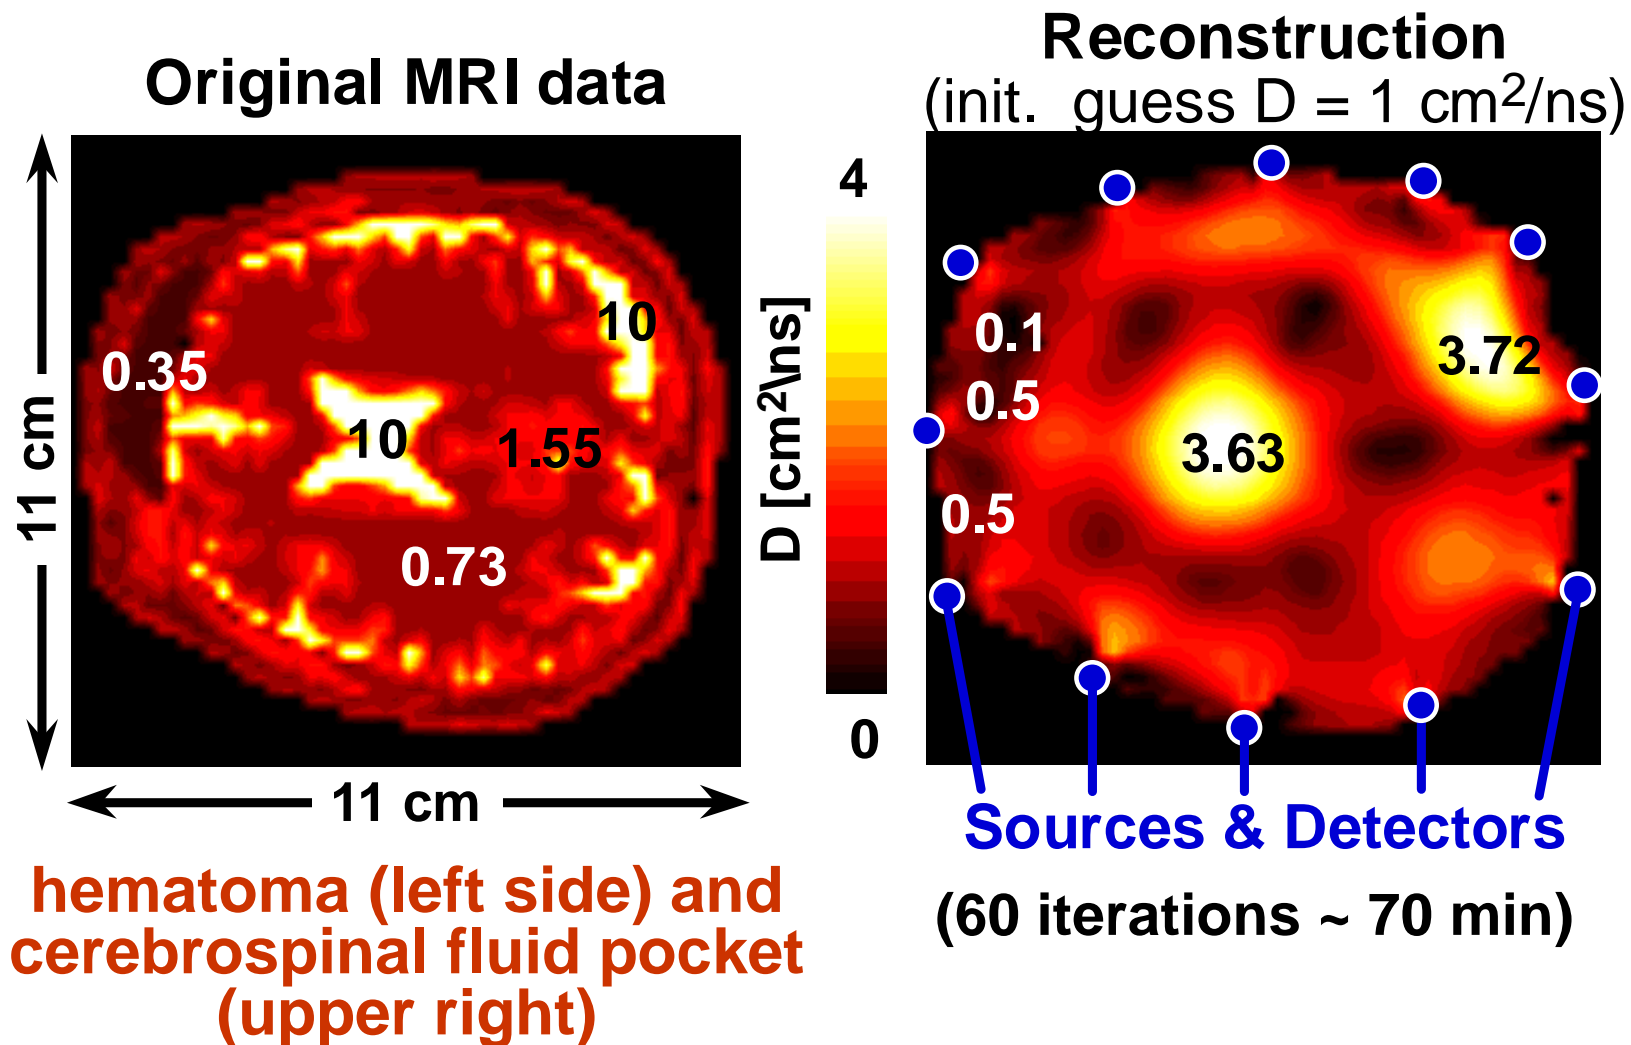 Original MRI data
11 cm
0.35
10
10
1.55
0.73
11 cm
hematoma (left side) and
cerebrospinal fluid pocket
(upper right)
4
D [cm²\ns]
0
Reconstruction
(init. guess D = 1 cm²/ns)
0.1
0.5
0.5
3.72
3.63
Sources & Detectors
(60 iterations ~ 70 min)